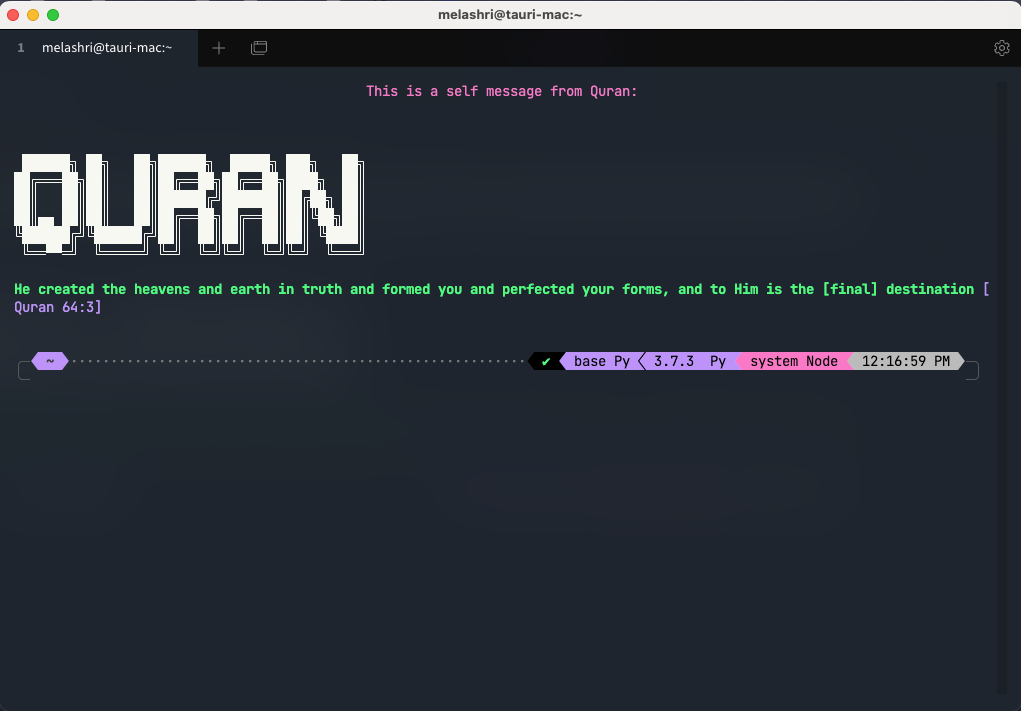 melashri@tauri-mac:~
1 melashri@tauri-mac:~
This is a self message from Quran:
QURAN
He created the heavens and earth in truth and formed you and perfected your forms, and to Him is the [final] destination [
Quran 64:3]
~ ✔ base Py 3.7.3 Py system Node 12:16:59 PM